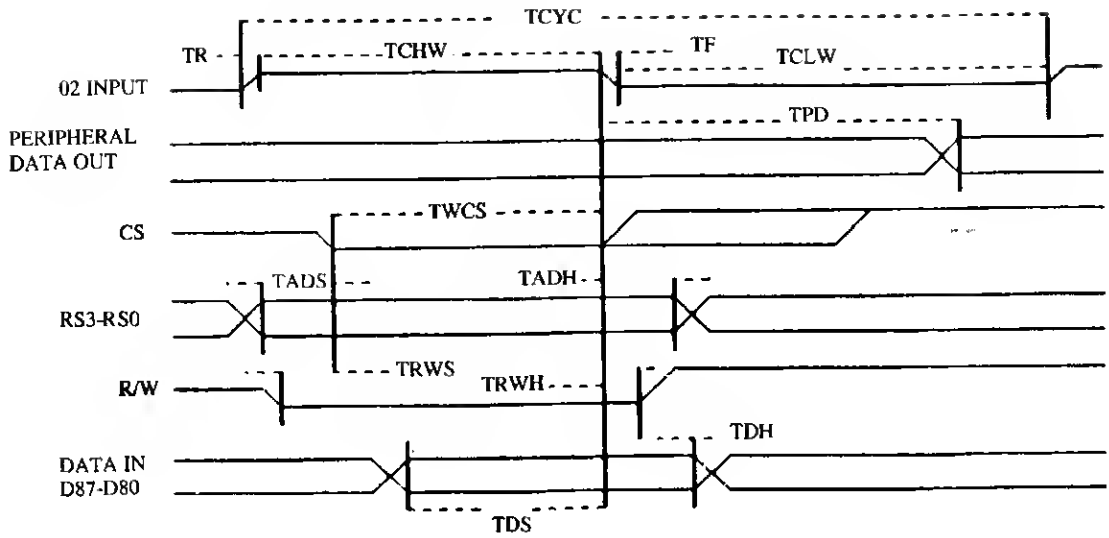 TCYC
TR TCHW TF TCLW
02 INPUT
TPD
PERIPHERAL
DATA OUT
TWCS
CS
TADS TADH
RS3-RS0
TRWS TRWH
R/W
TDH
DATA IN
D87-D80
TDS